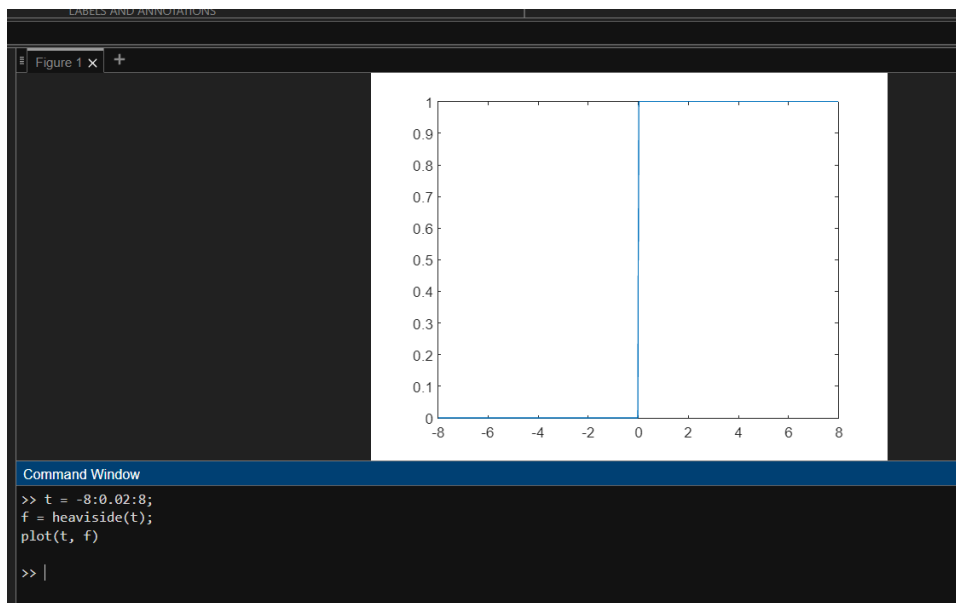 LABELS AND ANNOTATIONS
Figure 1 × +
1
0.9
0.8
0.7
0.6
0.5
0.4
0.3
0.2
0.1
0
-8 -6 -4 -2 0 2 4 6 8
Command Window
>> t = -8:0.02:8;
f = heaviside(t);
plot(t, f)
>>